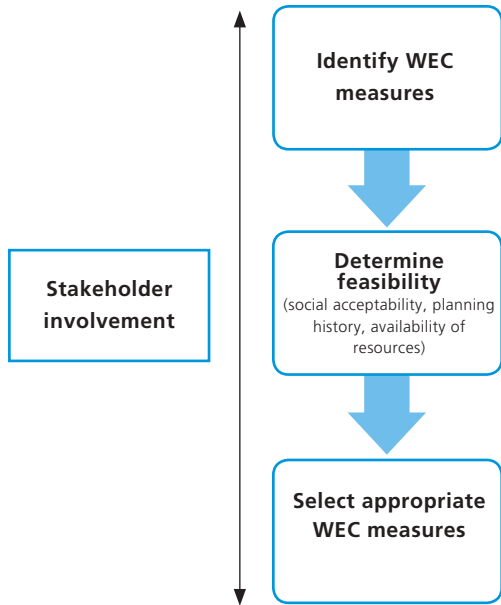 Identify WEC
measures
Stakeholder
involvement
Determine
feasibility
(social acceptability, planning
history, availability of
resources)
Select appropriate
WEC measures